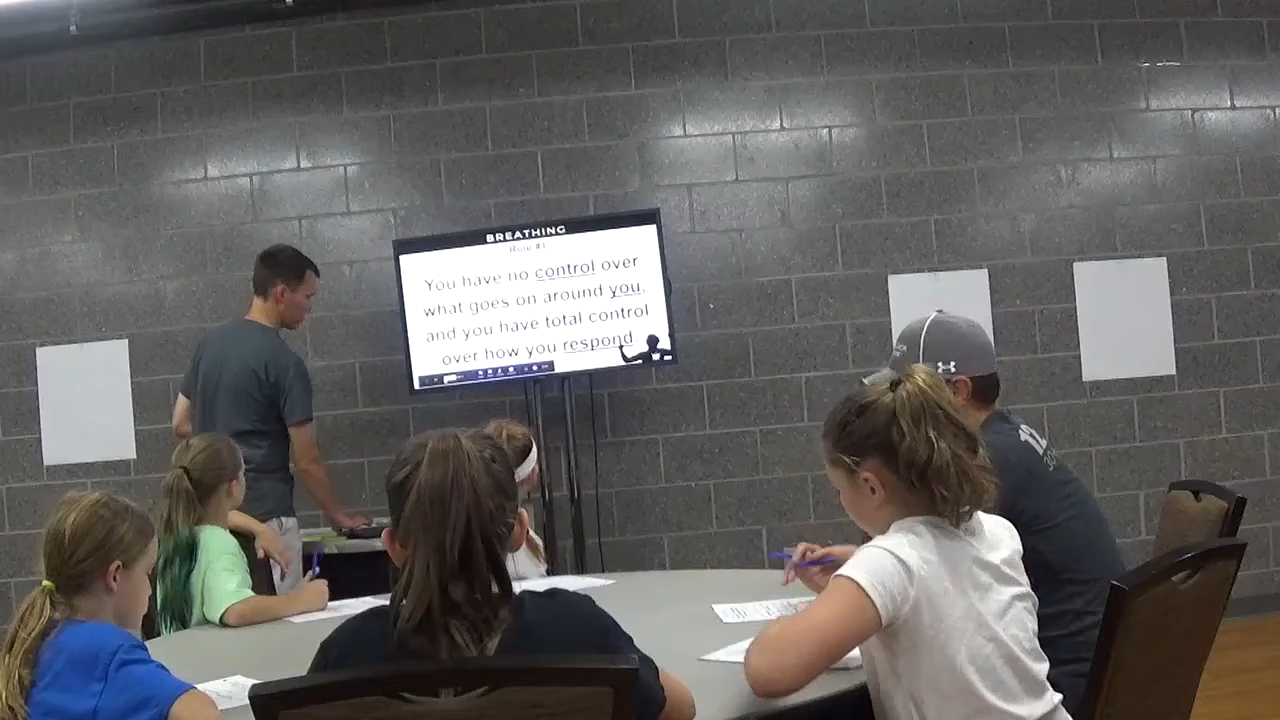 BREATHING
Rule #1
You have no control over
what goes on around you,
and you have total control
over how you respond.
12